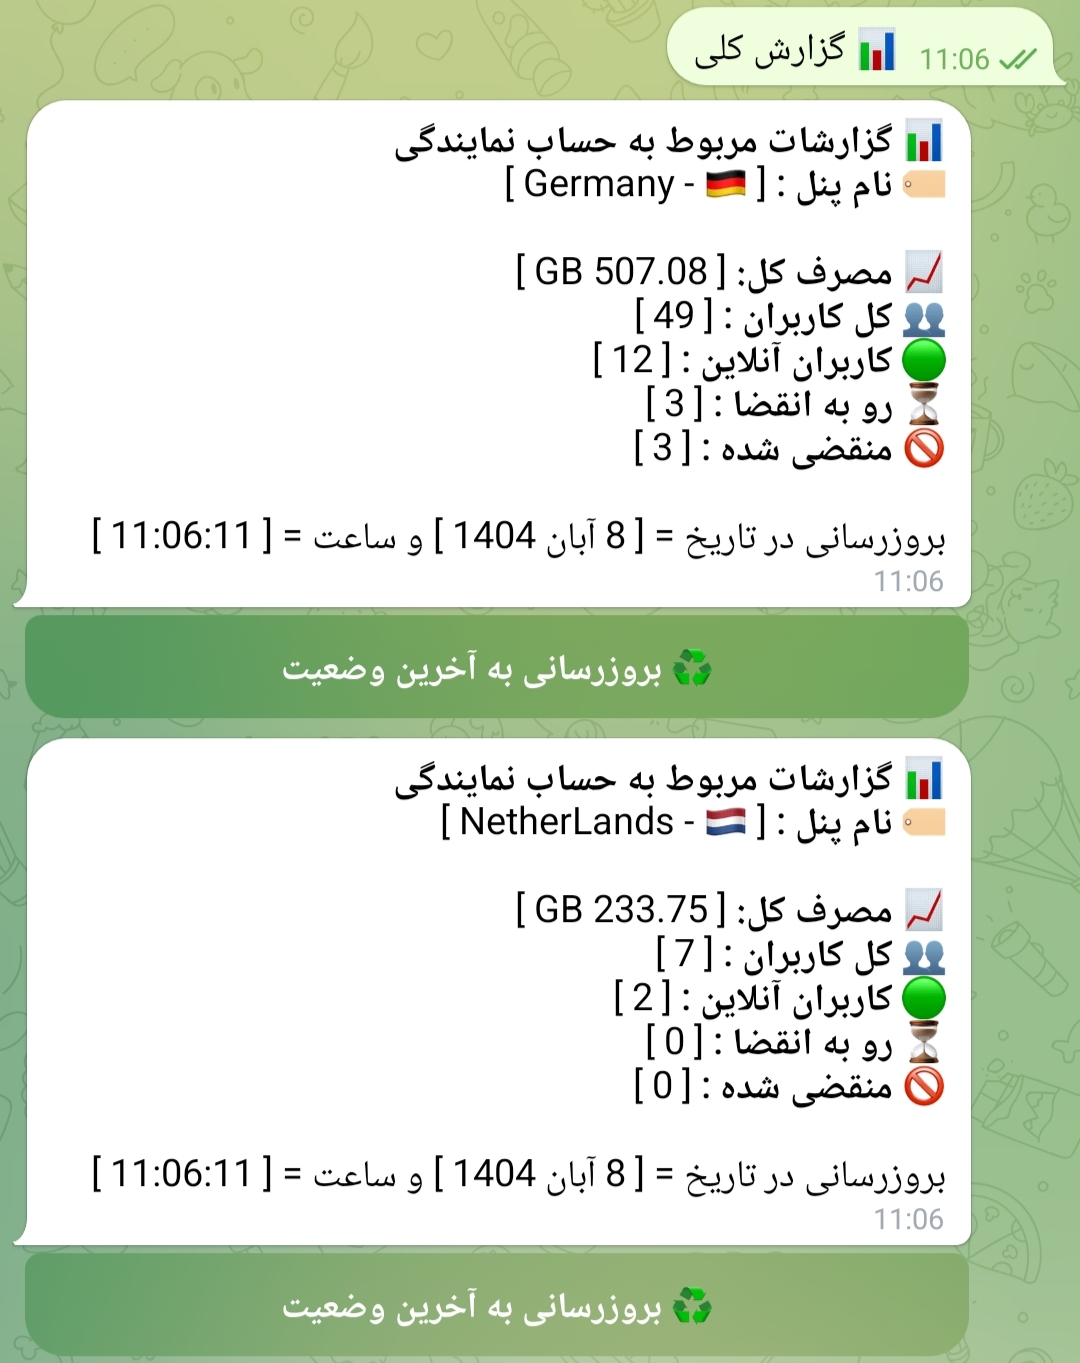 📊 گزارش کلی
11:06
📊 گزارشات مربوط به حساب نمایندگی
🏷 نام پنل : [ 🇩🇪 - Germany ]
📈 مصرف کل: [ 507.08 GB ]
👥 کل کاربران : [ 49 ]
🟢 کاربران آنلاین : [ 12 ]
⏳ رو به انقضا : [ 3 ]
🚫 منقضی شده : [ 3 ]
بروزرسانی در تاریخ = [ 8 آبان 1404 ] و ساعت = [ 11:06:11 ]
11:06
♻️ بروزرسانی به آخرین وضعیت
📊 گزارشات مربوط به حساب نمایندگی
🏷 نام پنل : [ 🇳🇱 - NetherLands ]
📈 مصرف کل: [ 233.75 GB ]
👥 کل کاربران : [ 7 ]
🟢 کاربران آنلاین : [ 2 ]
⏳ رو به انقضا : [ 0 ]
🚫 منقضی شده : [ 0 ]
بروزرسانی در تاریخ = [ 8 آبان 1404 ] و ساعت = [ 11:06:11 ]
11:06
♻️ بروزرسانی به آخرین وضعیت